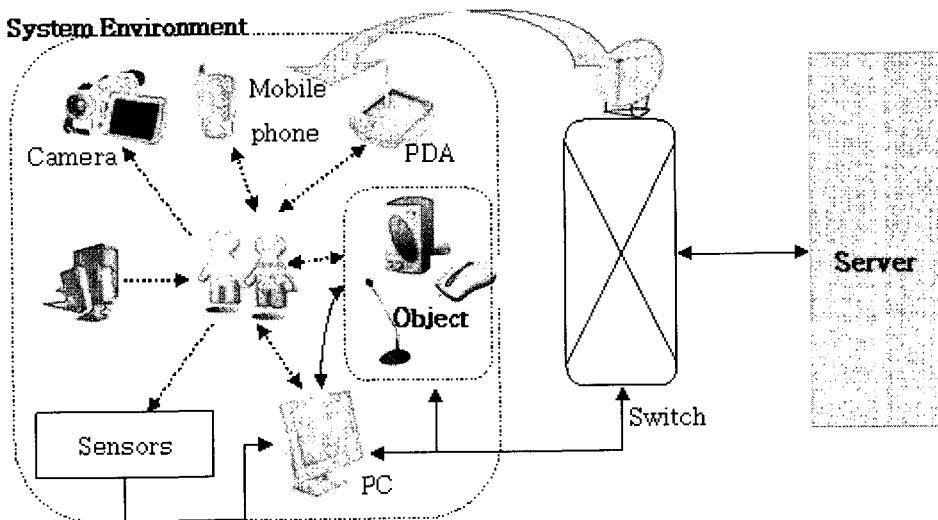 System Environment
Mobile
phone
Camera
PDA
Object
Server
Switch
Sensors
PC